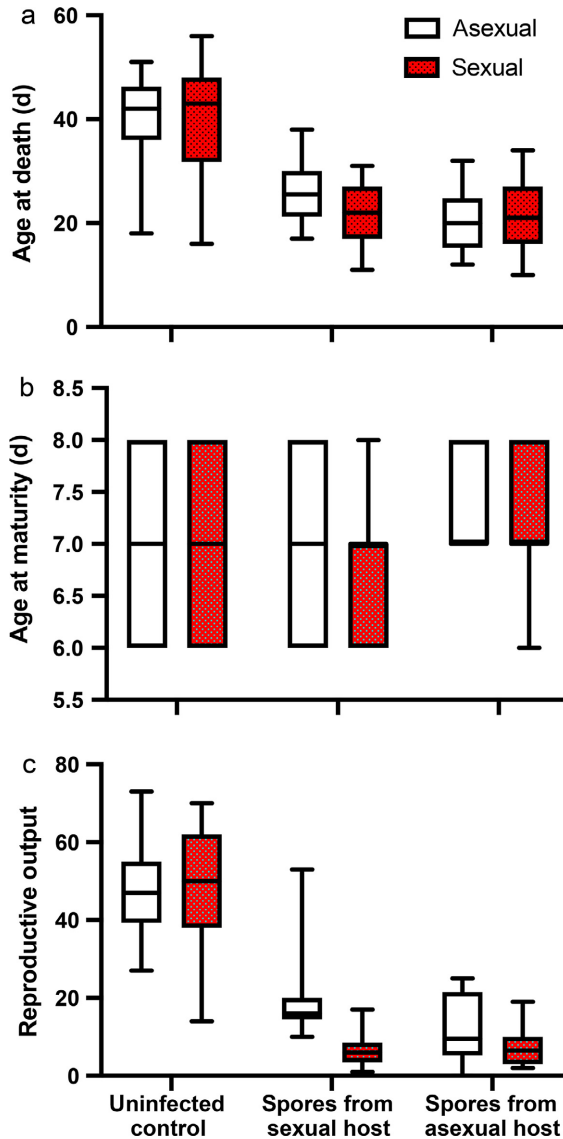 a
Age at death (d)
60
40
20
0
Asexual
Sexual
b
Age at maturity (d)
8.5
8.0
7.5
7.0
6.5
6.0
5.5
c
Reproductive output
80
60
40
20
0
Uninfected
control
Spores from
sexual host
Spores from
asexual host